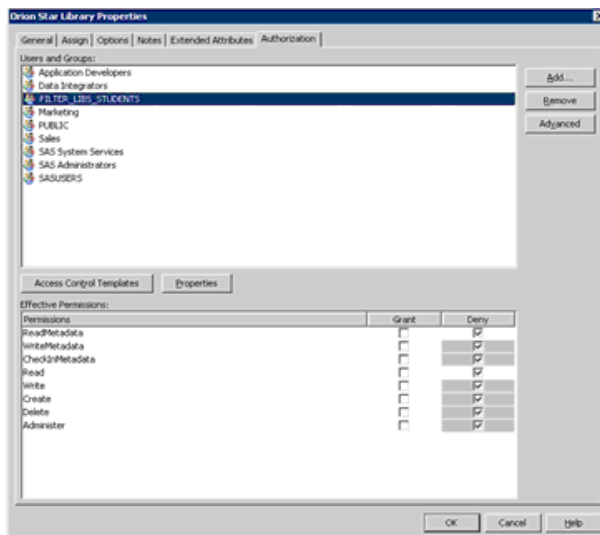 Orion Star Library Properties
General Assign Options Notes Extended Attributes Authorization
Users and Groups:
Application Developers
Data Integrators
FILTER_LIBS_STUDENTS
Marketing
PUBLIC
Sales
SAS System Services
SAS Administrators
SASUSERS
Add...
Remove
Advanced
Access Control Templates Properties
Effective Permissions:
Permissions Grant Deny
ReadMetadata
WriteMetadata
CheckInMetadata
Read
Write
Create
Delete
Administer
OK Cancel Help